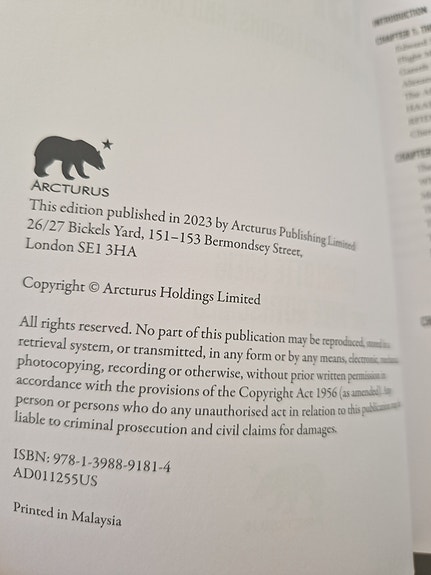 ARCTURUS
This edition published in 2023 by Arcturus Publishing Limited
26/27 Bickels Yard, 151–153 Bermondsey Street,
London SE1 3HA
Copyright © Arcturus Holdings Limited
All rights reserved. No part of this publication may be reproduced,
retrieval system, or transmitted, in any form or by any means, electronic,
photocopying, recording or otherwise, without prior written permission in
accordance with the provisions of the Copyright Act 1956 (as amended). Any
person or persons who do any unauthorised act in relation to this publication
liable to criminal prosecution and civil claims for damages.
ISBN: 978-1-3988-9181-4
AD011255US
Printed in Malaysia
INTRODUCTION